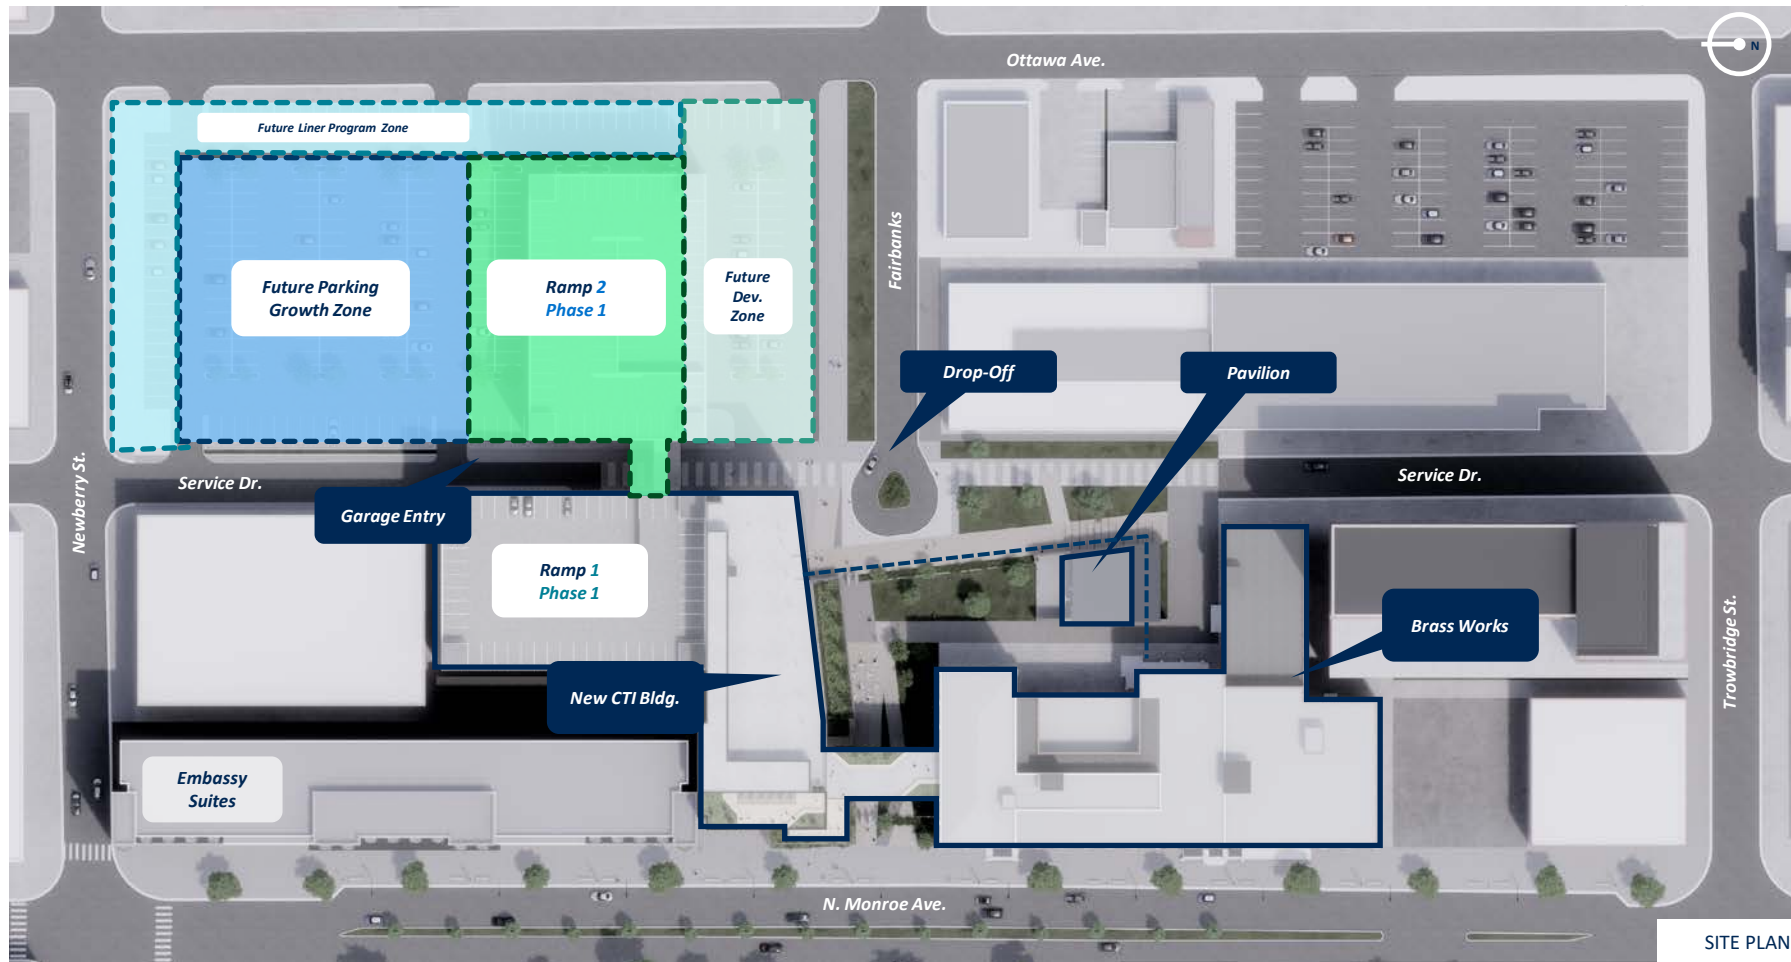 Ottawa Ave.
N
Future Liner Program Zone
Future Parking
Growth Zone
Ramp 2
Phase 1
Future
Dev.
Zone
Fairbanks
Drop-Off
Pavilion
Newberry St.
Service Dr.
Garage Entry
Service Dr.
Ramp 1
Phase 1
Brass Works
Trowbridge St.
New CTI Bldg.
Embassy
Suites
N. Monroe Ave.
SITE PLAN